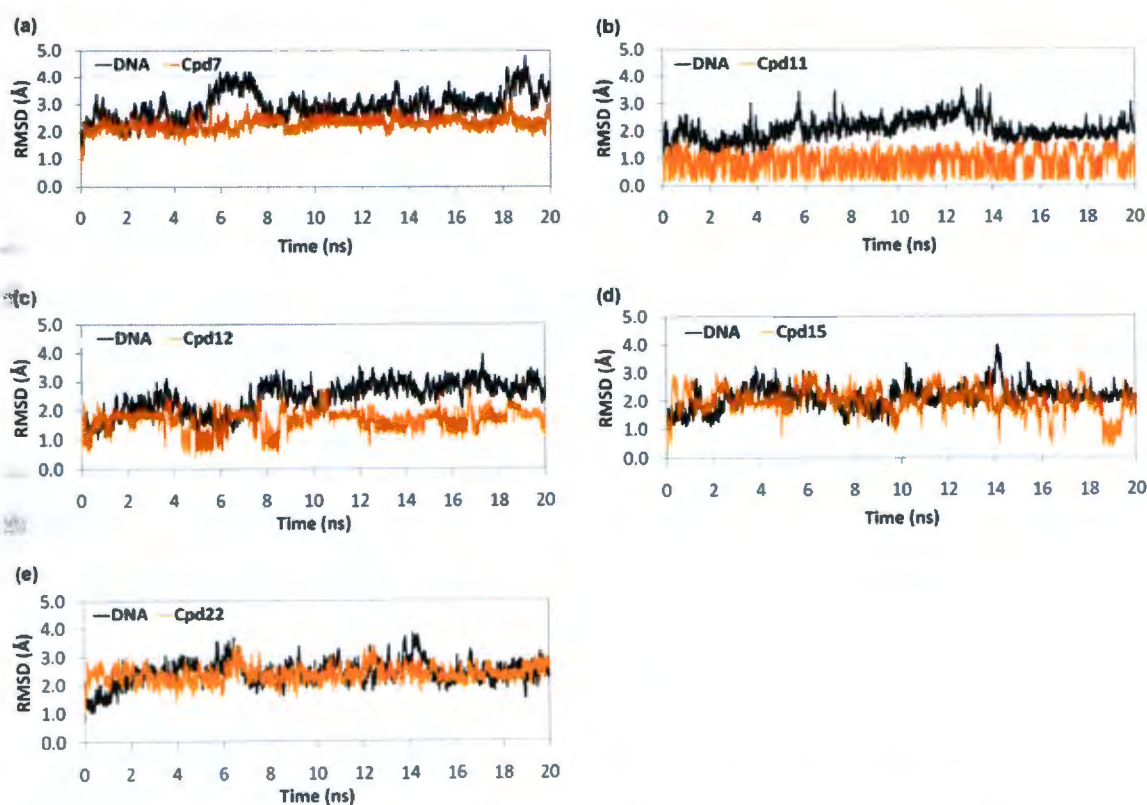 (a)
DNA Cpd7
RMSD (Å)
5.0
4.0
3.0
2.0
1.0
0.0
0 2 4 6 8 10 12 14 16 18 20
Time (ns)
(b)
DNA Cpd11
RMSD (Å)
5.0
4.0
3.0
2.0
1.0
0.0
0 2 4 6 8 10 12 14 16 18 20
Time (ns)
(c)
DNA Cpd12
RMSD (Å)
5.0
4.0
3.0
2.0
1.0
0.0
0 2 4 6 8 10 12 14 16 18 20
Time (ns)
(d)
DNA Cpd15
RMSD (Å)
5.0
4.0
3.0
2.0
1.0
0.0
0 2 4 6 8 10 12 14 16 18 20
Time (ns)
(e)
DNA Cpd22
RMSD (Å)
5.0
4.0
3.0
2.0
1.0
0.0
0 2 4 6 8 10 12 14 16 18 20
Time (ns)